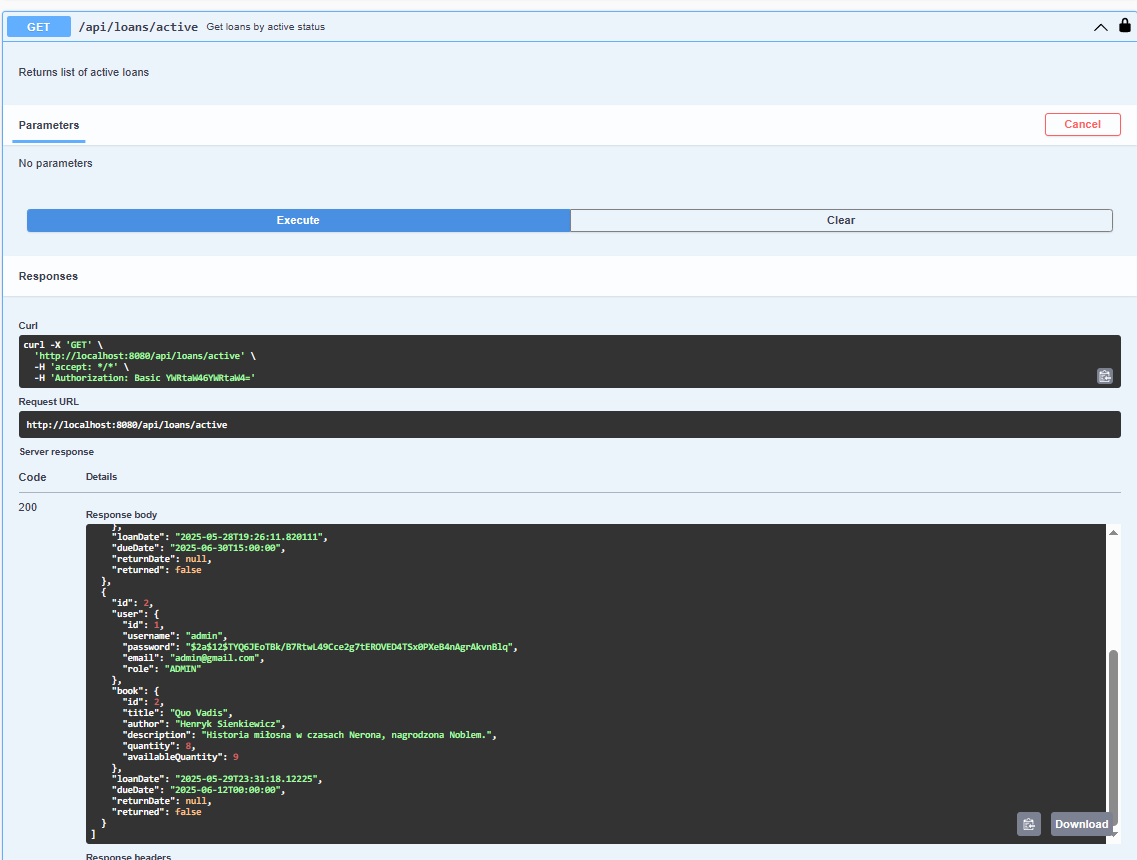 GET /api/loans/active Get loans by active status
Returns list of active loans
Parameters
Cancel
No parameters
Execute
Clear
Responses
Curl
curl -X 'GET' \
  'http://localhost:8080/api/loans/active' \
  -H 'accept: */*' \
  -H 'Authorization: Basic YWRtaW46YWRtaW4='
Request URL
http://localhost:8080/api/loans/active
Server response
Code Details
200
Response body
    },
    "loanDate": "2025-05-28T19:26:11.820111",
    "dueDate": "2025-06-30T15:00:00",
    "returnDate": null,
    "returned": false
  },
  {
    "id": 2,
    "user": {
      "id": 1,
      "username": "admin",
      "password": "$2a$12$TYQ6JEoTBk/B7RtwL49Cce2g7tEROVED4TSx0PXeB4nAgrAkvnBlq",
      "email": "admin@gmail.com",
      "role": "ADMIN"
    },
    "book": {
      "id": 2,
      "title": "Quo Vadis",
      "author": "Henryk Sienkiewicz",
      "description": "Historia miłosna w czasach Nerona, nagrodzona Noblem.",
      "quantity": 8,
      "availableQuantity": 9
    },
    "loanDate": "2025-05-29T23:31:18.12225",
    "dueDate": "2025-06-12T00:00:00",
    "returnDate": null,
    "returned": false
  }
]
Download
Response headers